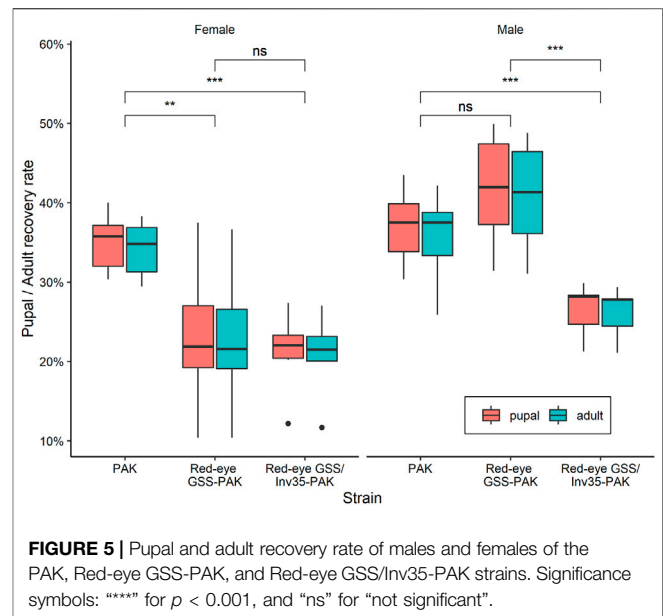 Female Male
60%
50%
40%
30%
20%
10%
Pupal / Adult recovery rate
ns
***
**
***
***
ns
pupal adult
PAK Red-eye GSS-PAK Red-eye GSS/ Inv35-PAK PAK Red-eye GSS-PAK Red-eye GSS/ Inv35-PAK
Strain
FIGURE 5 | Pupal and adult recovery rate of males and females of the
PAK, Red-eye GSS-PAK, and Red-eye GSS/Inv35-PAK strains. Significance
symbols: “***” for p < 0.001, and “ns” for “not significant”.